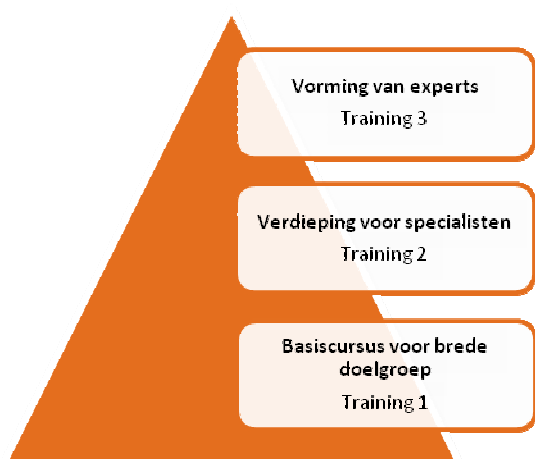 Vorming van experts
Training 3
Verdieping voor specialisten
Training 2
Basiscursus voor brede
doelgroep
Training 1